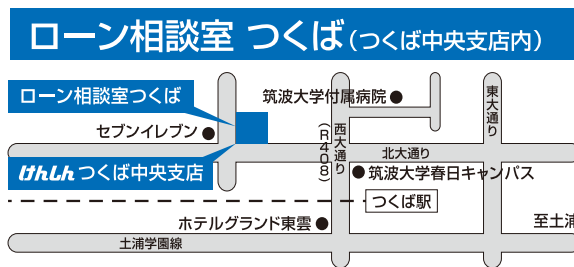 ローン相談室 つくば（つくば中央支店内）
ローン相談室つくば
筑波大学付属病院
東大通り
セブンイレブン
西大通り
（R408）
北大通り
けんしんつくば中央支店
筑波大学春日キャンパス
つくば駅
ホテルグランド東雲
至土浦
土浦学園線